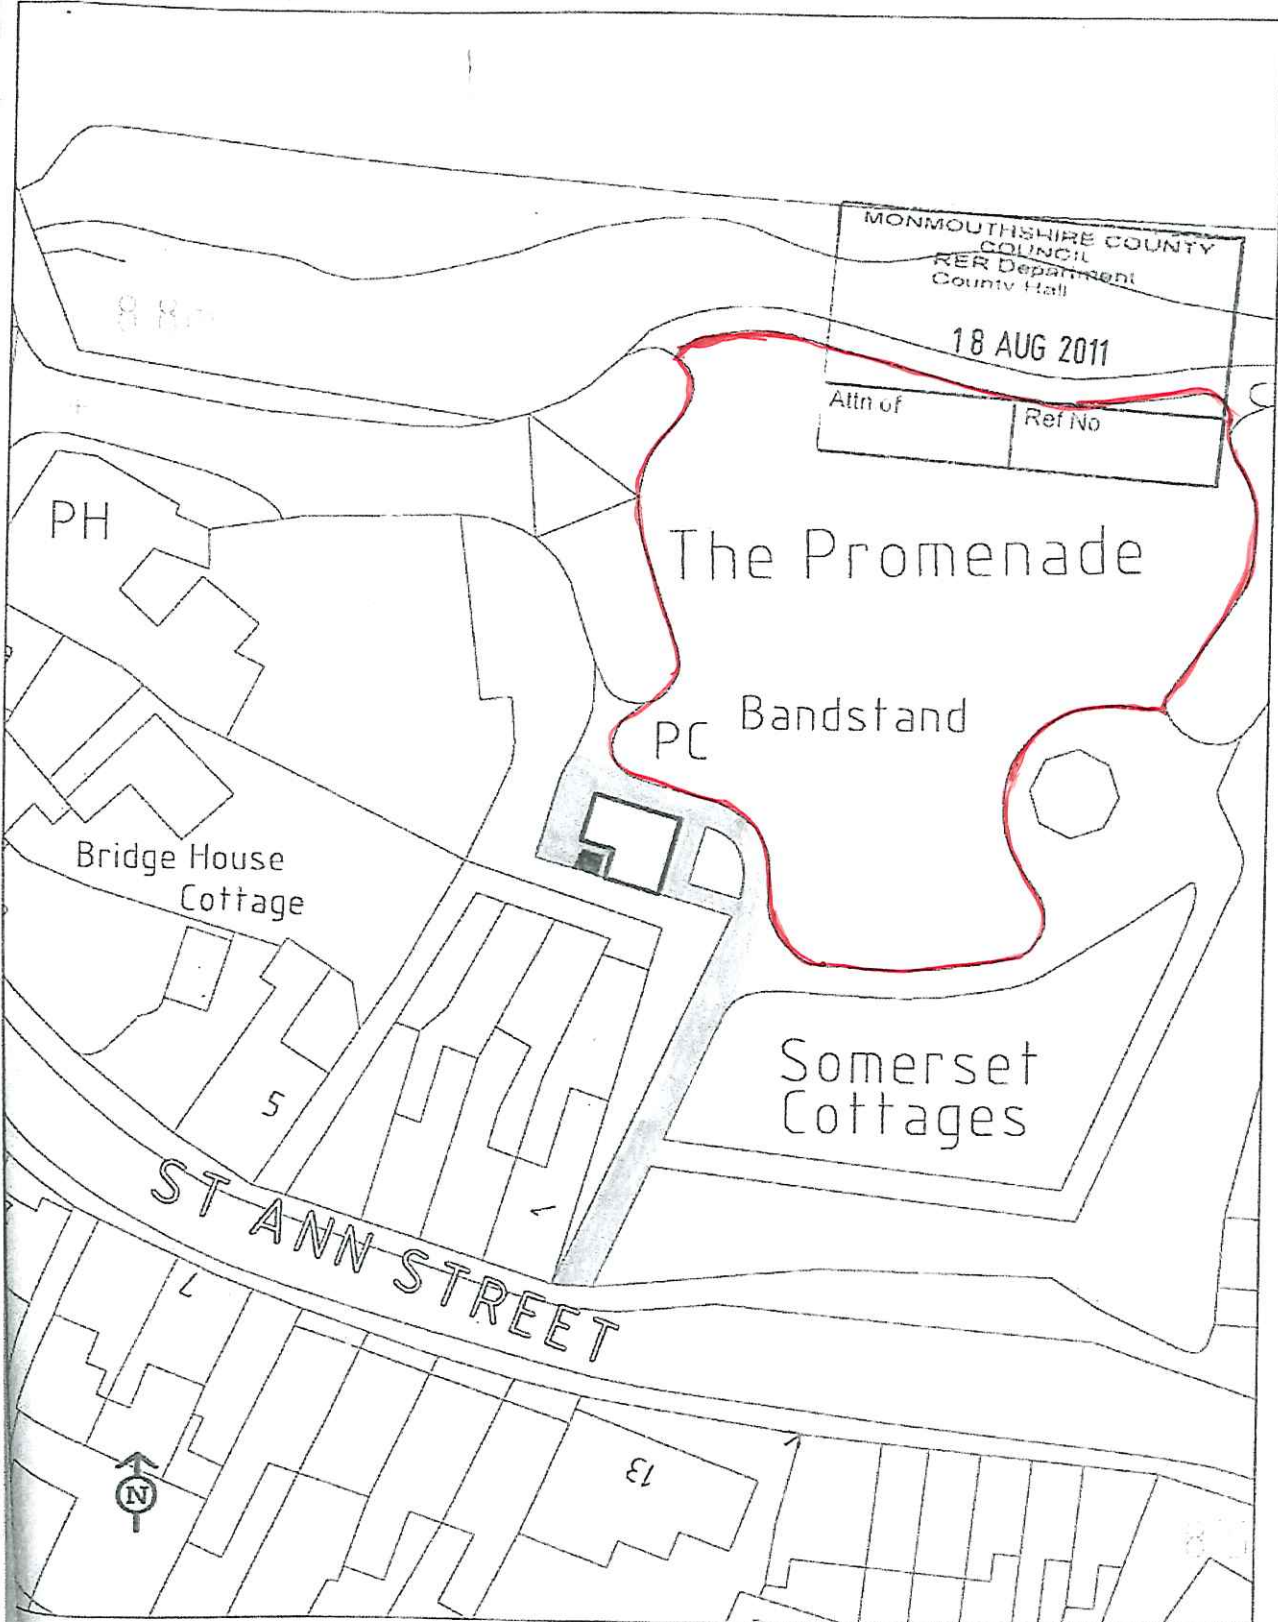 MONMOUTHSHIRE COUNTY
COUNCIL
RER Department
County Hall
18 AUG 2011
Attn of
Ref No
PH
The Promenade
Bandstand
PC
Bridge House
Cottage
Somerset
Cottages
5
1
ST ANN STREET
13
N